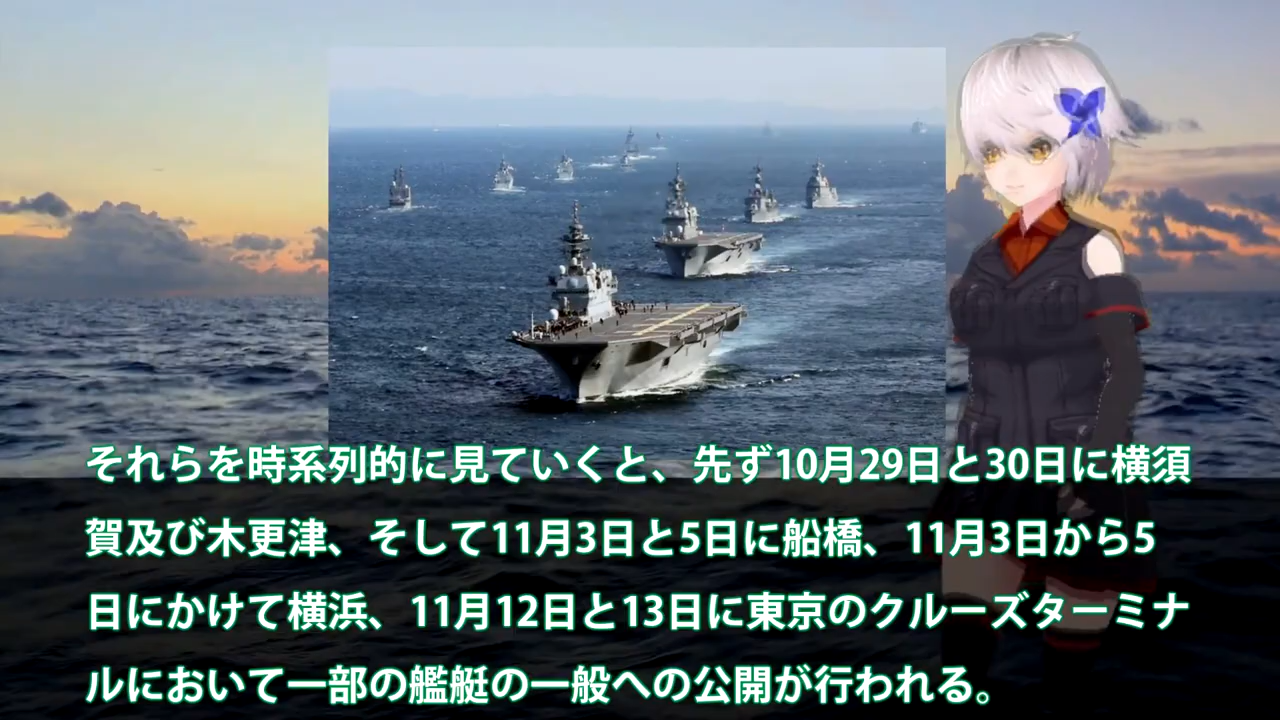 それらを時系列的に見ていくと、先ず10月29日と30日に横須
賀及び木更津、そして11月3日と5日に船橋、11月3日から5
日にかけて横浜、11月12日と13日に東京のクルーズターミナ
ルにおいて一部の艦艇の一般への公開が行われる。